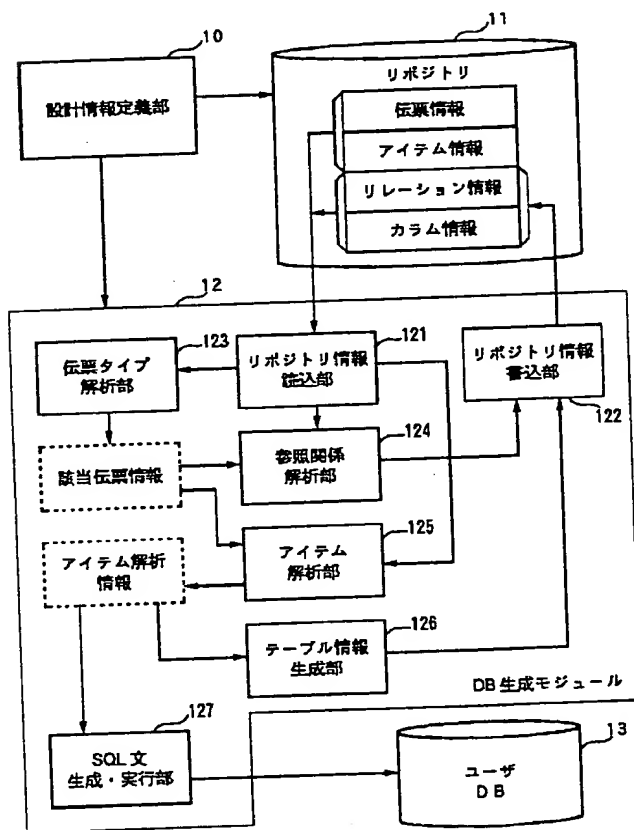 10
設計情報定義部
11
リポジトリ
伝票情報
アイテム情報
リレーション情報
カラム情報
12
123
伝票タイプ
解析部
121
リポジトリ情報
読込部
リポジトリ情報
書込部
122
該当伝票情報
124
参照関係
解析部
125
アイテム
解析部
アイテム解析
情報
126
テーブル情報
生成部
DB生成モジュール
127
SQL文
生成・実行部
13
ユーザ
DB